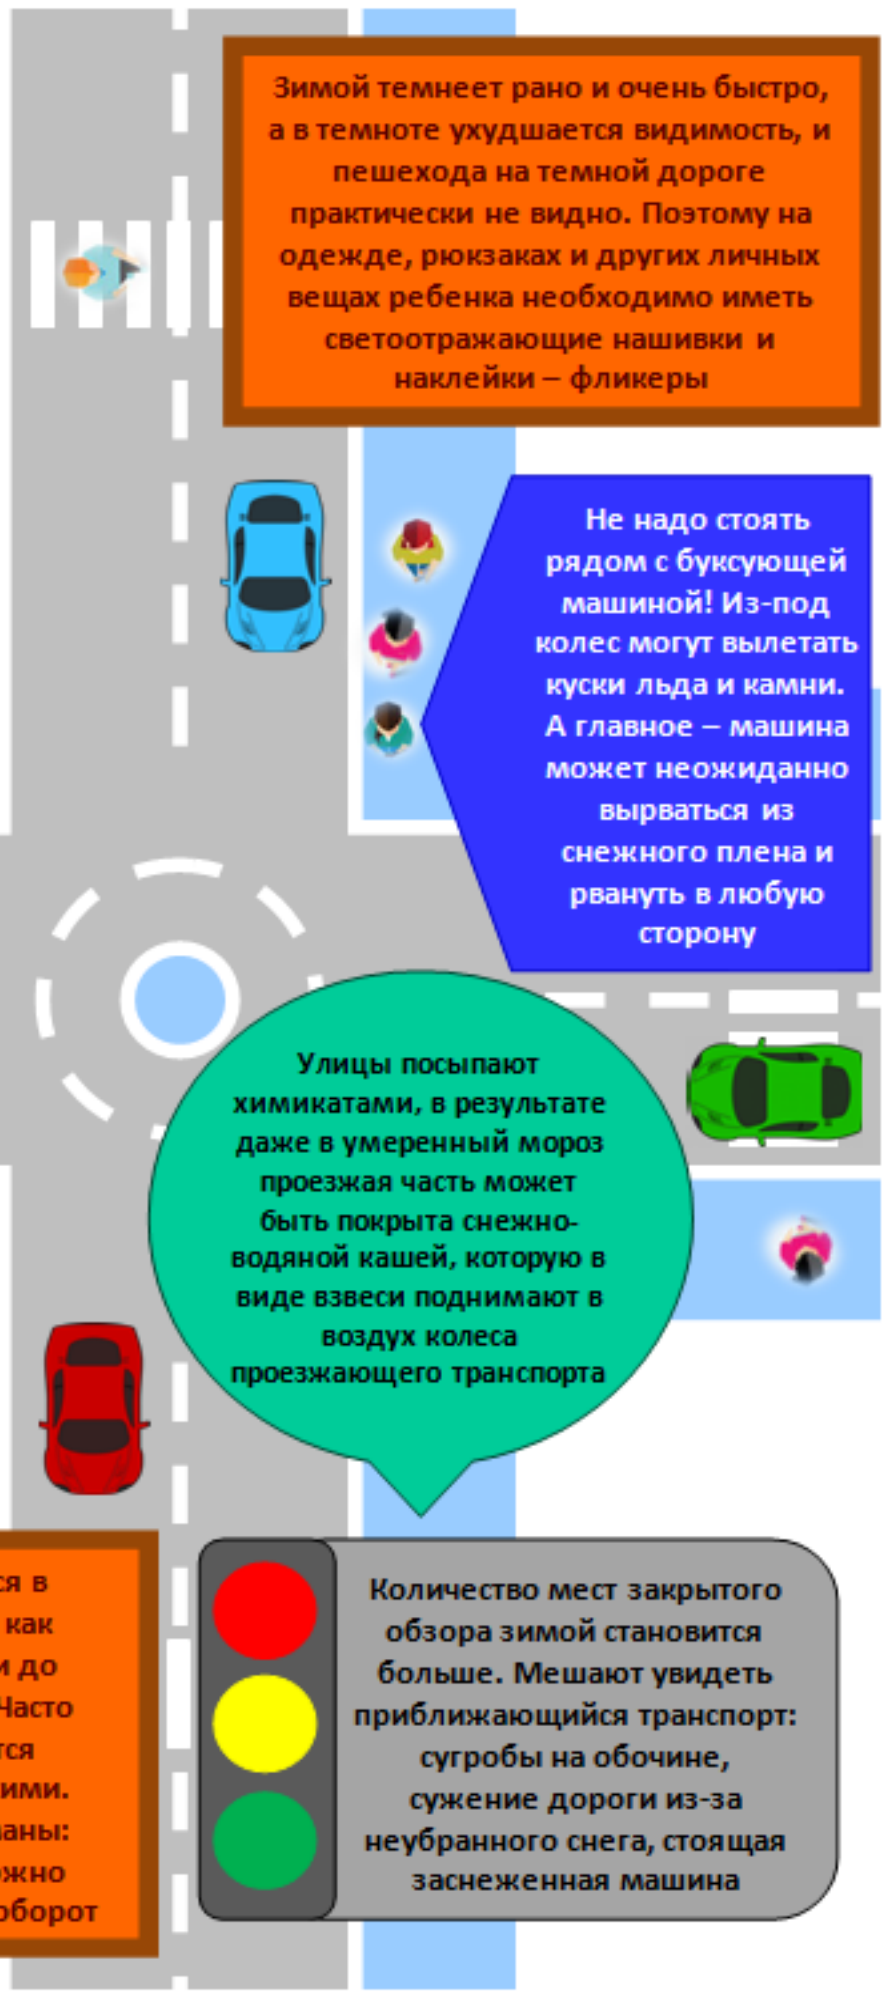 Зимой темнеет рано и очень быстро,
а в темноте ухудшается видимость, и
пешехода на темной дороге
практически не видно. Поэтому на
одежде, рюкзаках и других личных
вещах ребенка необходимо иметь
светоотражающие нашивки и
наклейки – фликеры
Не надо стоять
рядом с буксующей
машиной! Из-под
колес могут вылетать
куски льда и камни.
А главное – машина
может неожиданно
вырваться из
снежного плена и
рвануть в любую
сторону
Улицы посыпают
химикатами, в результате
даже в умеренный мороз
проезжая часть может
быть покрыта снежно-
водяной кашей, которую в
виде взвеси поднимают в
воздух колеса
проезжающего транспорта
в
как
до
Часто
Количество мест закрытого
обзора зимой становится
больше. Мешают увидеть
приближающийся транспорт:
сугробы на обочине,
сужение дороги из-за
неубранного снега, стоящая
заснеженная машина